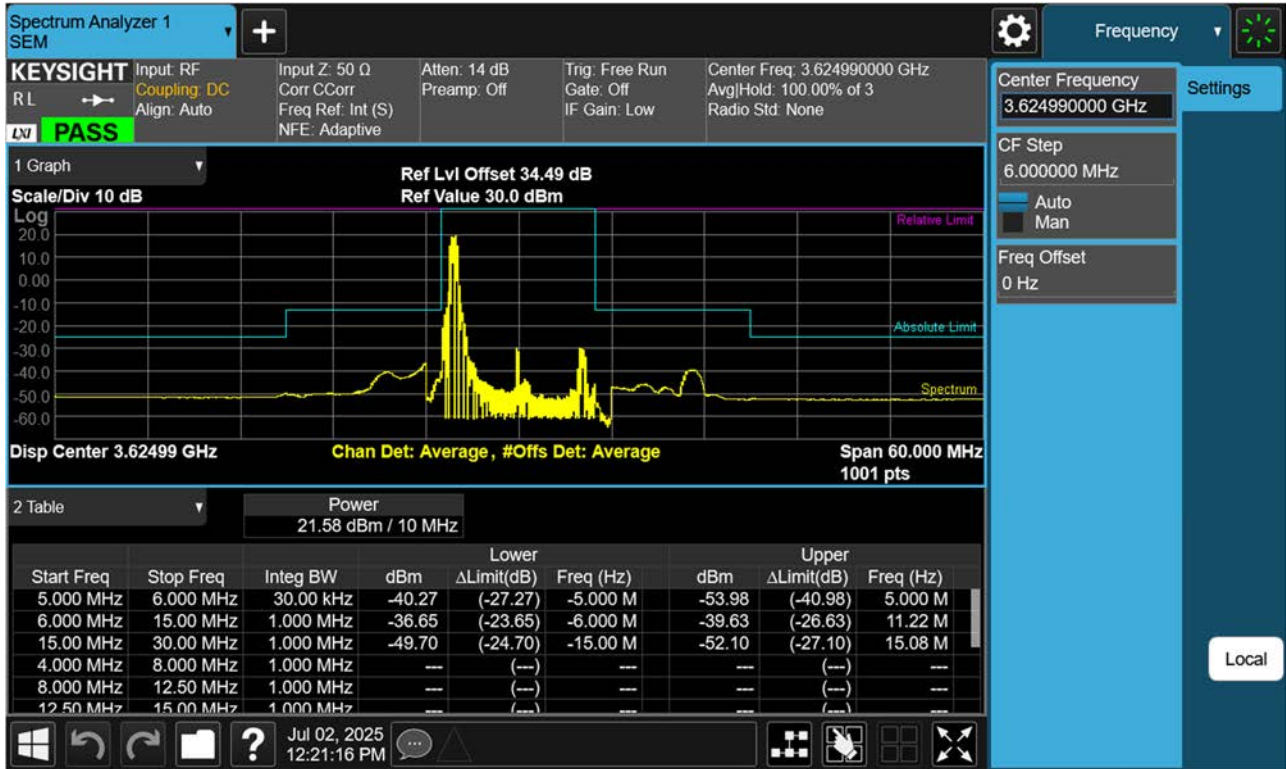 Spectrum Analyzer 1
SEM
Frequency
KEYSIGHT
RL
LXI
PASS
Input: RF
Coupling: DC
Align: Auto
Input Z: 50 Ω
Corr CCorr
Freq Ref: Int (S)
NFE: Adaptive
Atten: 14 dB
Preamp: Off
Trig: Free Run
Gate: Off
IF Gain: Low
Center Freq: 3.624990000 GHz
Avg|Hold: 100.00% of 3
Radio Std: None
Center Frequency
3.624990000 GHz
Settings
CF Step
6.000000 MHz
Auto
Man
Freq Offset
0 Hz
1 Graph
Ref Lvl Offset 34.49 dB
Scale/Div 10 dB
Ref Value 30.0 dBm
Log
Relative Limit
20.0
10.0
0.00
-10.0
-20.0
Absolute Limit
-30.0
-40.0
-50.0
Spectrum
-60.0
Disp Center 3.62499 GHz
Chan Det: Average, #Offs Det: Average
Span 60.000 MHz
1001 pts
2 Table
Power
21.58 dBm / 10 MHz
Lower Upper
Start Freq Stop Freq Integ BW dBm ΔLimit(dB) Freq (Hz) dBm ΔLimit(dB) Freq (Hz)
5.000 MHz 6.000 MHz 30.00 kHz -40.27 (-27.27) -5.000 M -53.98 (-40.98) 5.000 M
6.000 MHz 15.00 MHz 1.000 MHz -36.65 (-23.65) -6.000 M -39.63 (-26.63) 11.22 M
15.00 MHz 30.00 MHz 1.000 MHz -49.70 (-24.70) -15.00 M -52.10 (-27.10) 15.08 M
4.000 MHz 8.000 MHz 1.000 MHz --- (---) --- --- (---) ---
8.000 MHz 12.50 MHz 1.000 MHz --- (---) --- --- (---) ---
12.50 MHz 15.00 MHz 1.000 MHz --- (---) --- --- (---) ---
Local
? Jul 02, 2025
12:21:16 PM